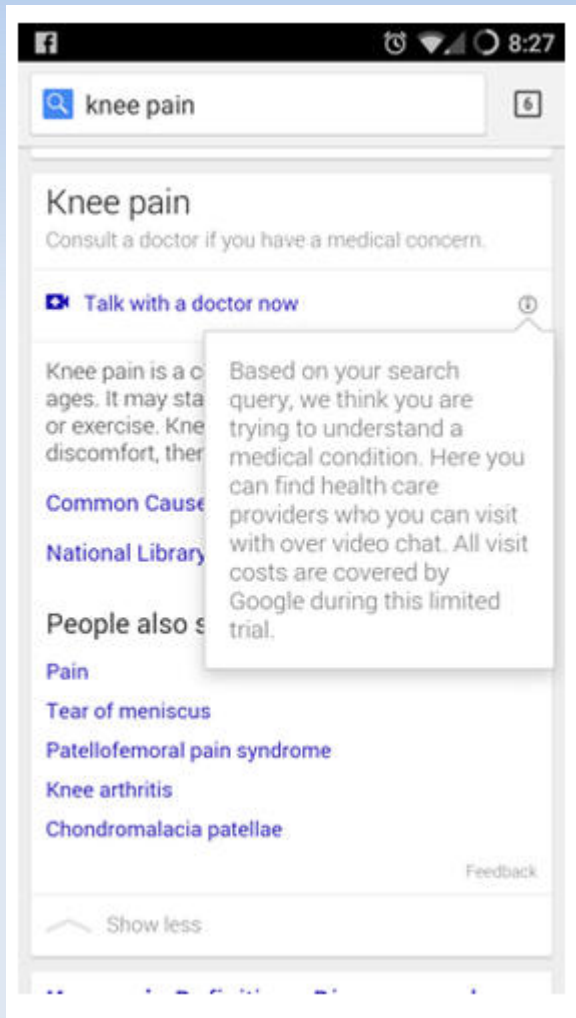 8:27
knee pain
6
Knee pain
Consult a doctor if you have a medical concern.
Talk with a doctor now
Knee pain is a c
ages. It may sta
or exercise. Kne
discomfort, ther
Based on your search
query, we think you are
trying to understand a
medical condition. Here you
can find health care
providers who you can visit
with over video chat. All visit
costs are covered by
Google during this limited
trial.
Common Cause
National Library
People also s
Pain
Tear of meniscus
Patellofemoral pain syndrome
Knee arthritis
Chondromalacia patellae
Feedback
Show less